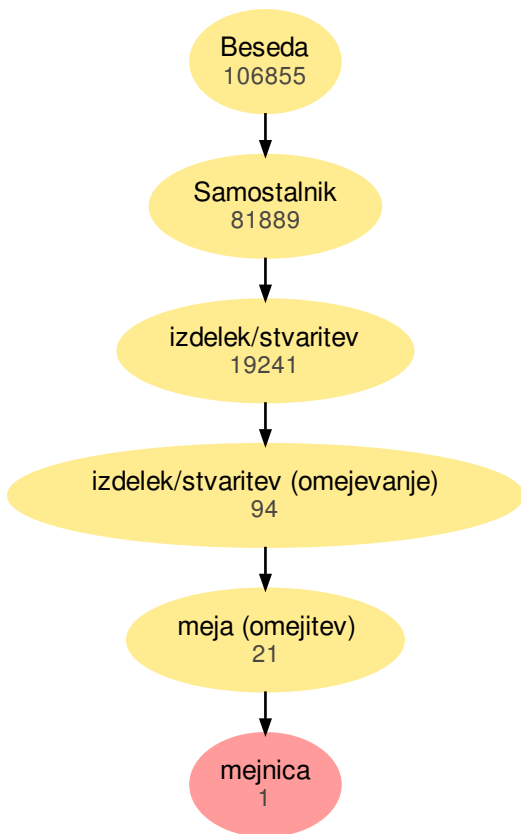 Beseda
106855
Samostalnik
81889
izdelek/stvaritev
19241
izdelek/stvaritev (omejevanje)
94
meja (omejitev)
21
mejnica
1